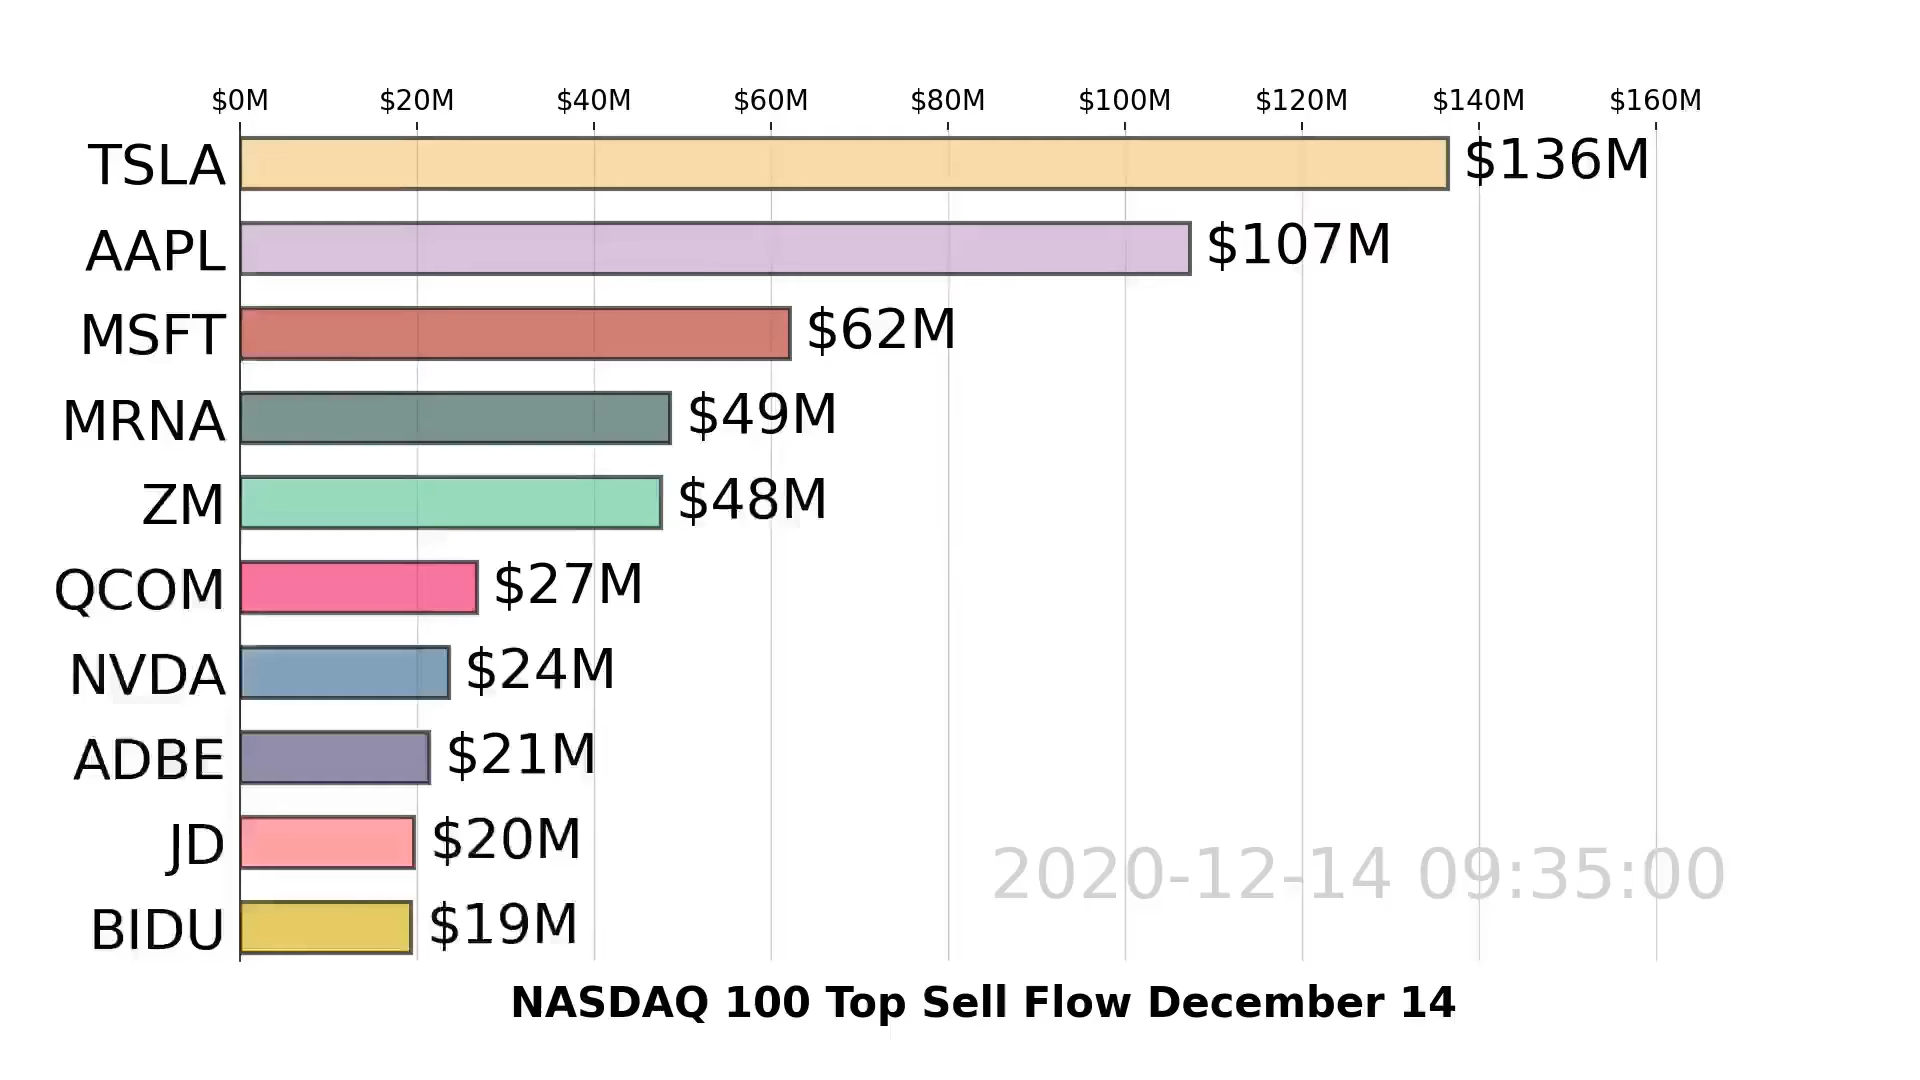 $0M $20M $40M $60M $80M $100M $120M $140M $160M
TSLA $136M
AAPL $107M
MSFT $62M
MRNA $49M
ZM $48M
QCOM $27M
NVDA $24M
ADBE $21M
JD $20M
2020-12-14 09:35:00
BIDU $19M
NASDAQ 100 Top Sell Flow December 14